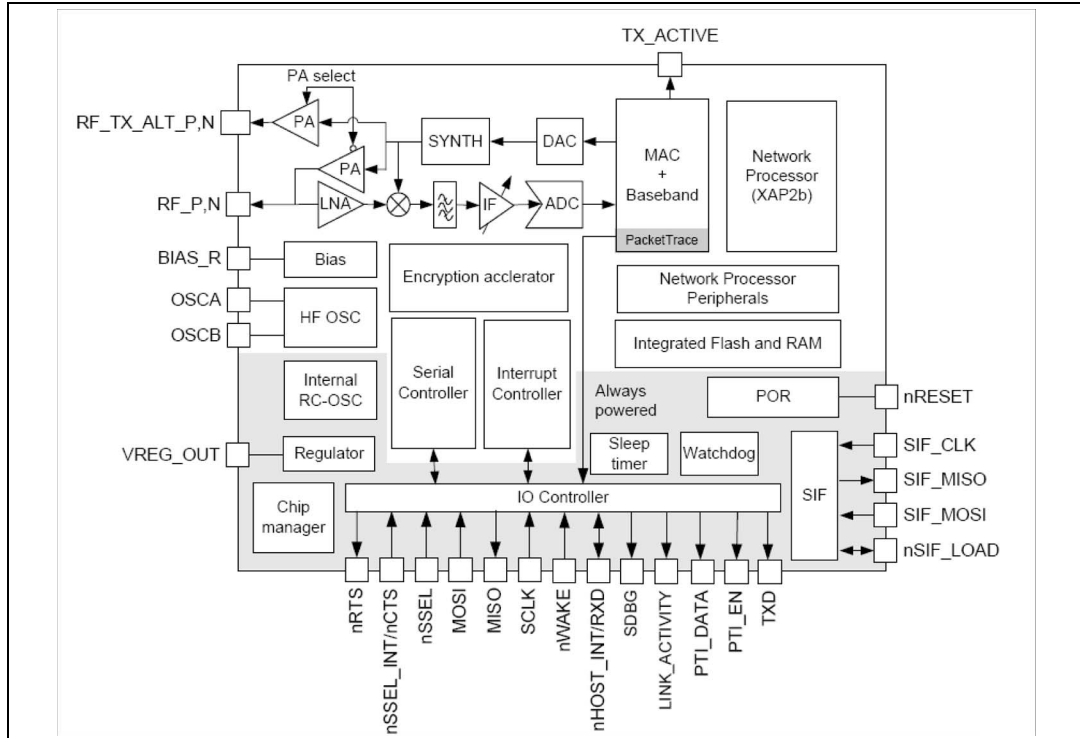 TX_ACTIVE
PA select
RF_TX_ALT_P,N
PA
SYNTH
DAC
MAC
+
Baseband
Network
Processor
(XAP2b)
PA
RF_P,N
LNA
IF
ADC
PacketTrace
BIAS_R
Bias
Encryption acclerator
Network Processor
Peripherals
OSCA
HF OSC
OSCB
Integrated Flash and RAM
Serial
Controller
Interrupt
Controller
Internal
RC-OSC
Always
powered
POR
nRESET
VREG_OUT
Regulator
Sleep
timer
Watchdog
SIF
SIF_CLK
SIF_MISO
SIF_MOSI
nSIF_LOAD
Chip
manager
IO Controller
nRTS
nSSEL_INT/nCTS
nSSEL
MOSI
MISO
SCLK
nWAKE
nHOST_INT/RXD
SDBG
LINK_ACTIVITY
PTI_DATA
PTI_EN
TXD